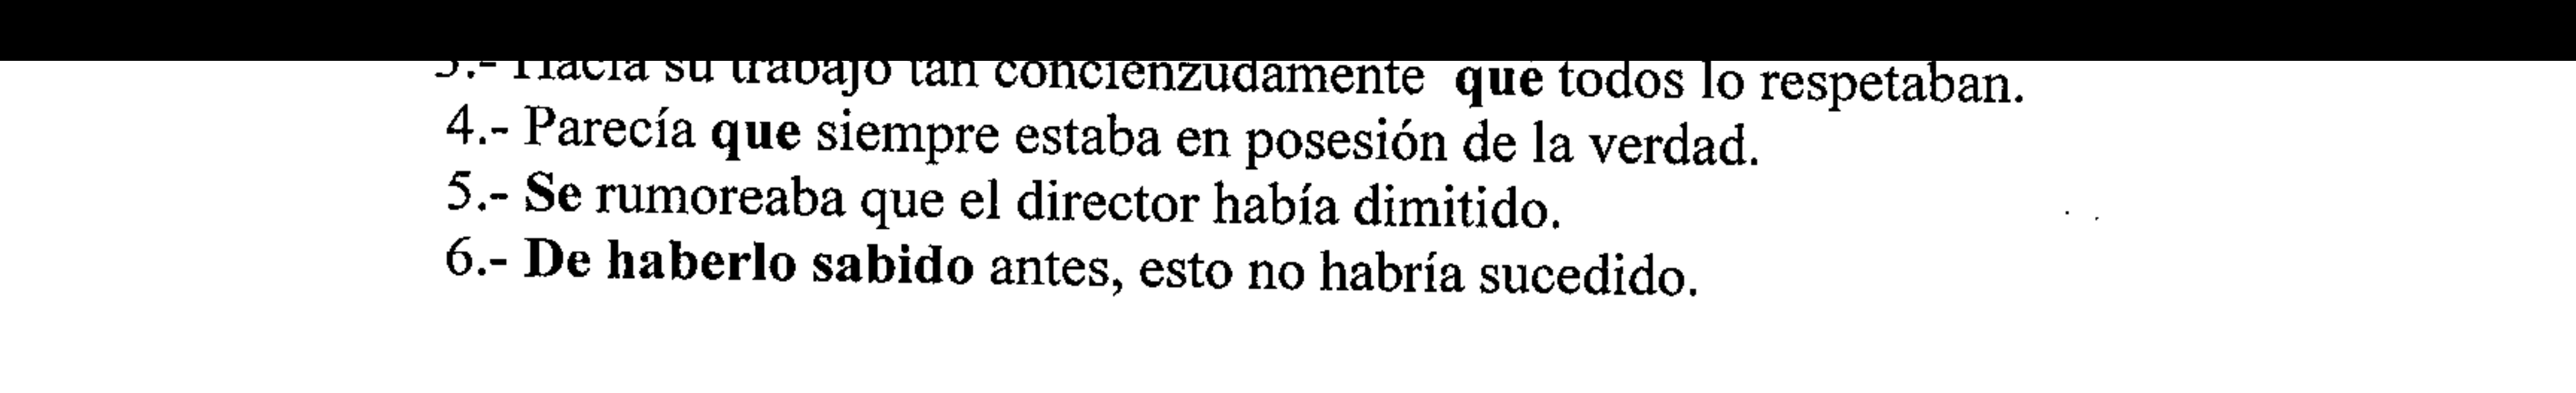 3.- Hacía su trabajo tan concienzudamente que todos lo respetaban.
4.- Parecía que siempre estaba en posesión de la verdad.
5.- Se rumoreaba que el director había dimitido.
6.- De haberlo sabido antes, esto no habría sucedido.